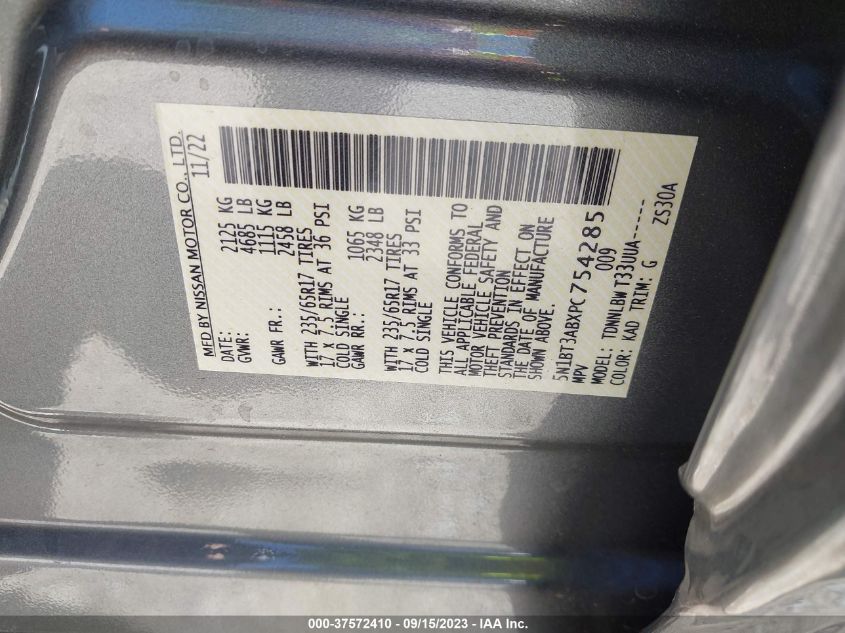 MFD BY NISSAN MOTOR CO., LTD.
DATE: 11/22
GVWR: 2125 KG
4685 LB
GAWR FR.: 1115 KG
2458 LB
WITH 235/65R17 TIRES
17 X 7.5 RIMS AT 36 PSI
COLD SINGLE
GAWR RR.: 1065 KG
2348 LB
WITH 235/65R17 TIRES
17 X 7.5 RIMS AT 33 PSI
COLD SINGLE
THIS VEHICLE CONFORMS TO
ALL APPLICABLE FEDERAL
MOTOR VEHICLE SAFETY AND
THEFT PREVENTION
STANDARDS IN EFFECT ON
THE DATE OF MANUFACTURE
SHOWN ABOVE.
5N1BT3ABXPC754285
MPV 009
MODEL: TDNNLBWT33UUA------
COLOR: KAD TRIM: G ZS30A
000-37572410 - 09/15/2023 - IAA Inc.